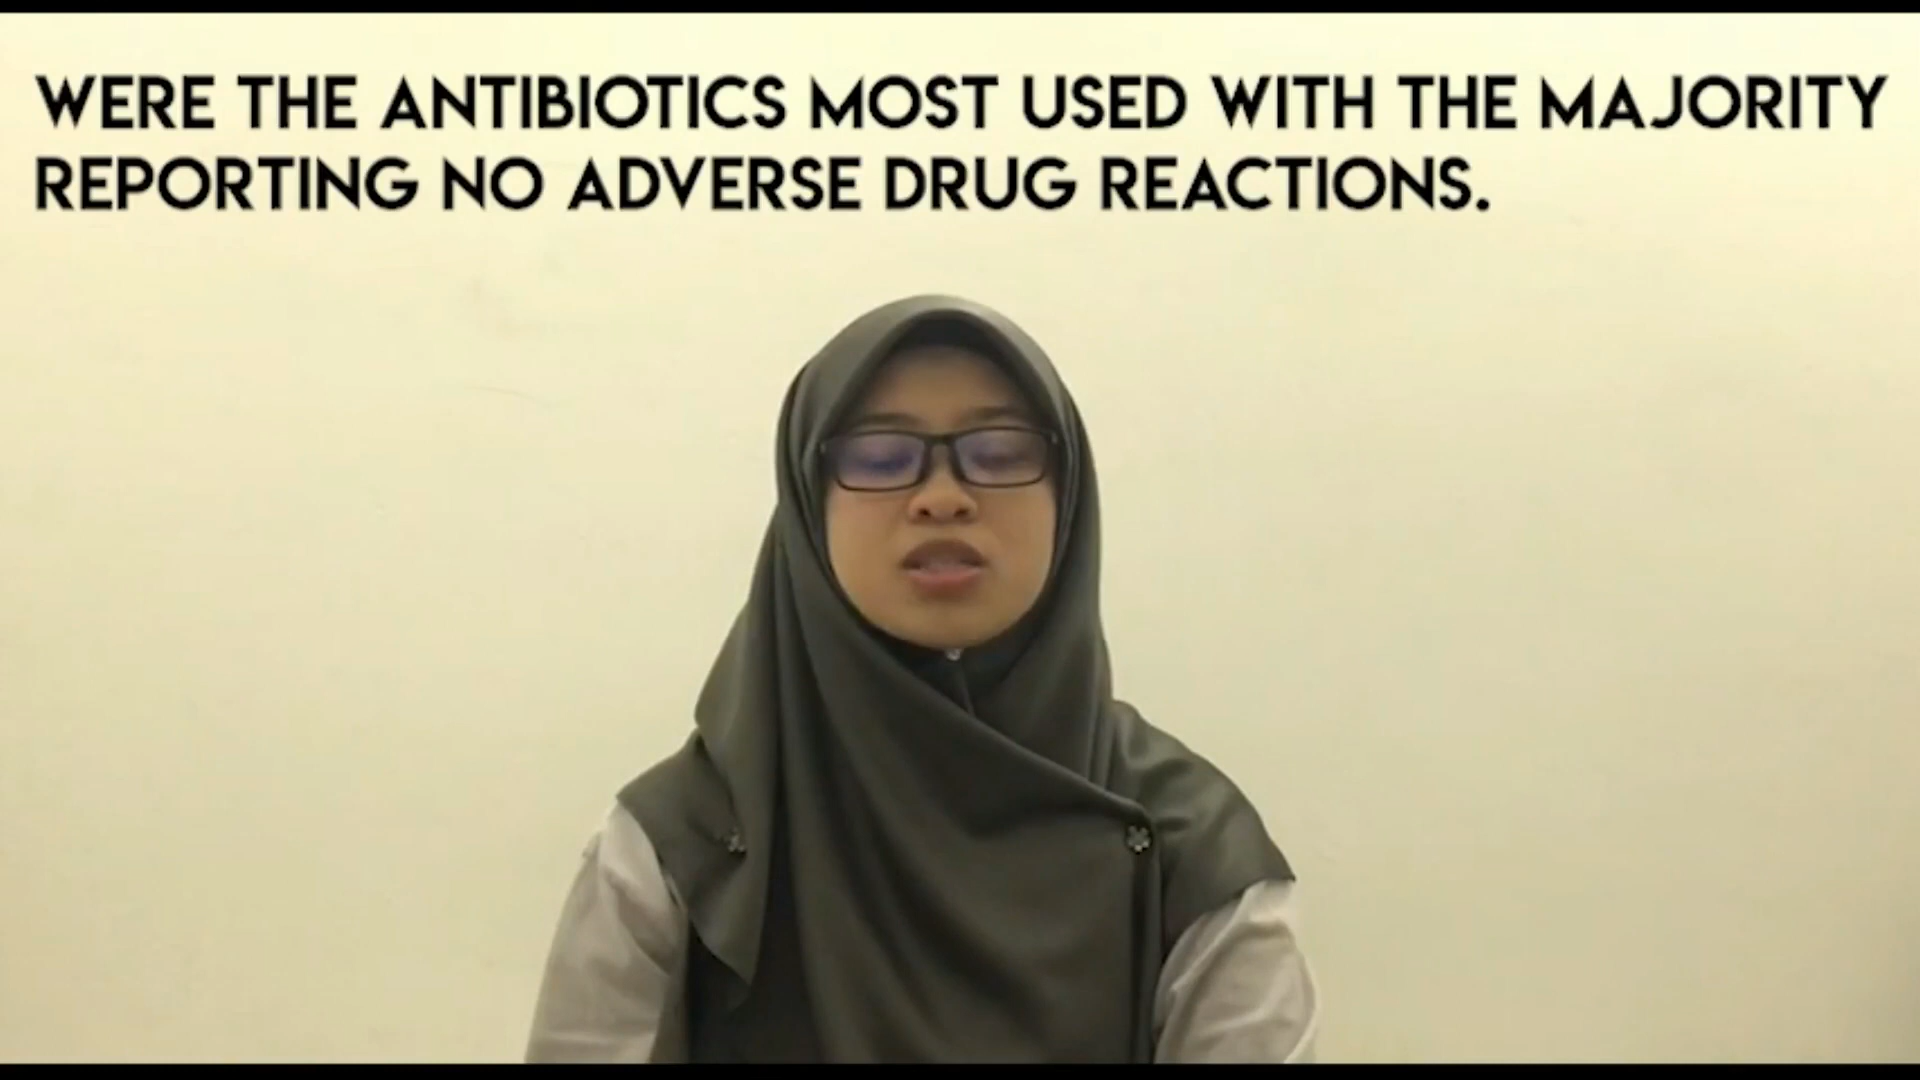 WERE THE ANTIBIOTICS MOST USED WITH THE MAJORITY
REPORTING NO ADVERSE DRUG REACTIONS.